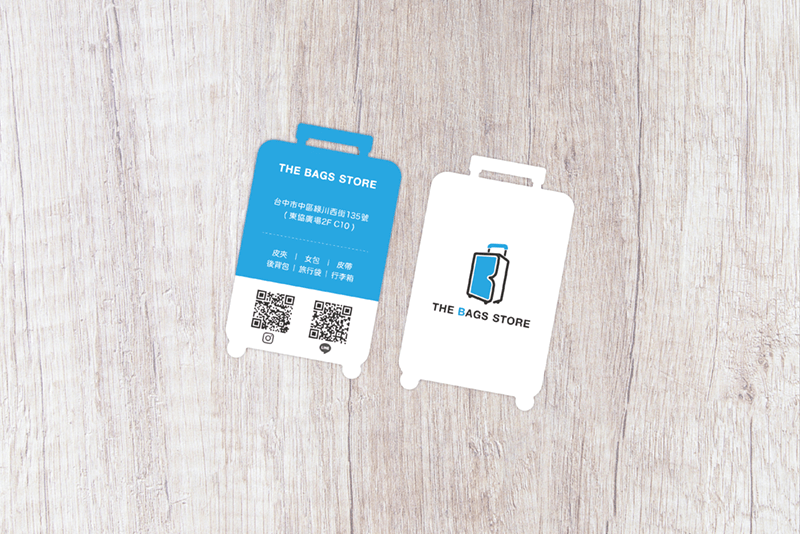 THE BAGS STORE
台中市中區綠川西街135號
( 東協廣場2F C10 )
皮夾 | 女包 | 皮帶
後背包 | 旅行袋 | 行李箱
LINE
THE BAGS STORE